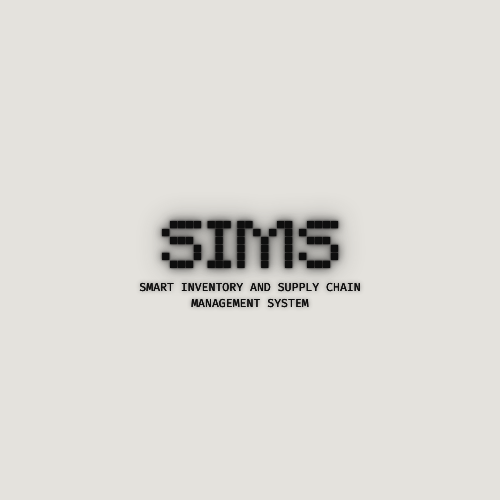 SIMS
SMART INVENTORY AND SUPPLY CHAIN
MANAGEMENT SYSTEM